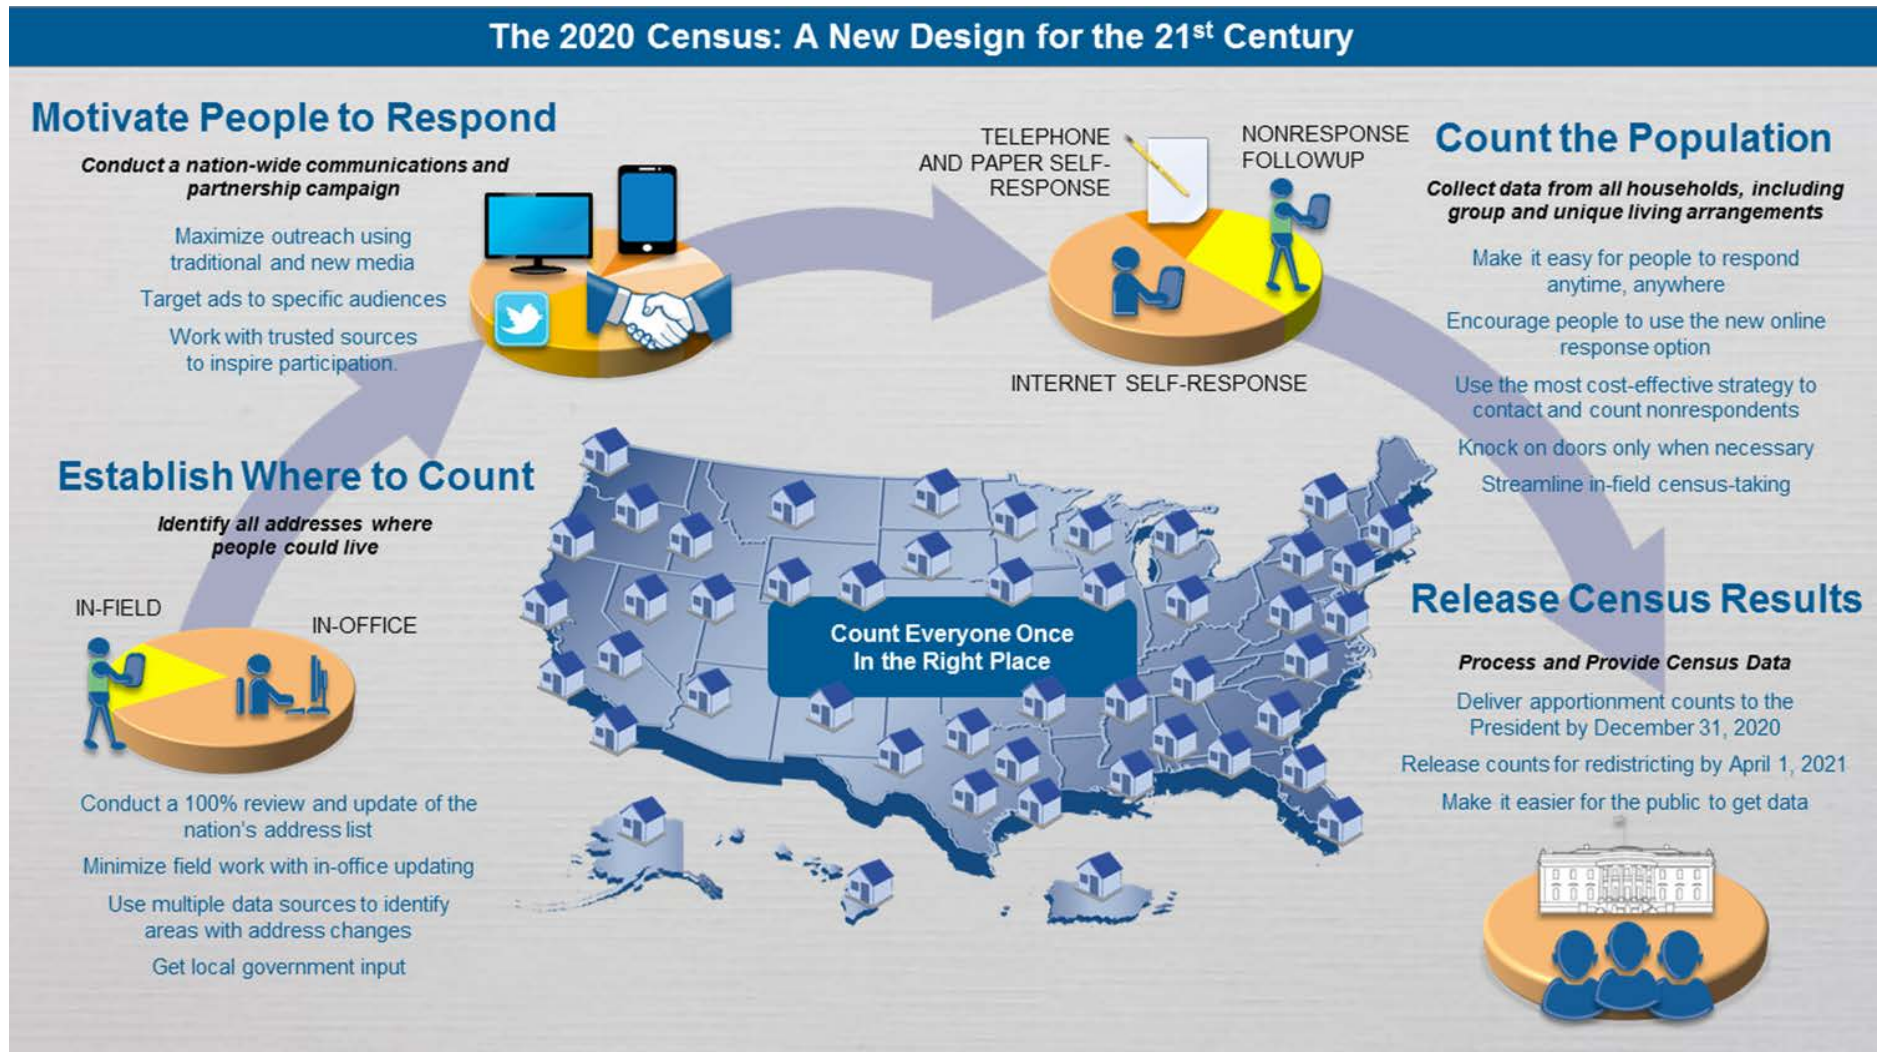 The 2020 Census: A New Design for the 21st Century
Motivate People to Respond
Conduct a nation-wide communications and
partnership campaign
Maximize outreach using
traditional and new media
Target ads to specific audiences
Work with trusted sources
to inspire participation.
TELEPHONE
AND PAPER SELF-
RESPONSE
NONRESPONSE
FOLLOWUP
INTERNET SELF-RESPONSE
Count the Population
Collect data from all households, including
group and unique living arrangements
Make it easy for people to respond
anytime, anywhere
Encourage people to use the new online
response option
Use the most cost-effective strategy to
contact and count nonrespondents
Knock on doors only when necessary
Streamline in-field census-taking
Establish Where to Count
Identify all addresses where
people could live
IN-FIELD
IN-OFFICE
Conduct a 100% review and update of the
nation's address list
Minimize field work with in-office updating
Use multiple data sources to identify
areas with address changes
Get local government input
Count Everyone Once
In the Right Place
Release Census Results
Process and Provide Census Data
Deliver apportionment counts to the
President by December 31, 2020
Release counts for redistricting by April 1, 2021
Make it easier for the public to get data